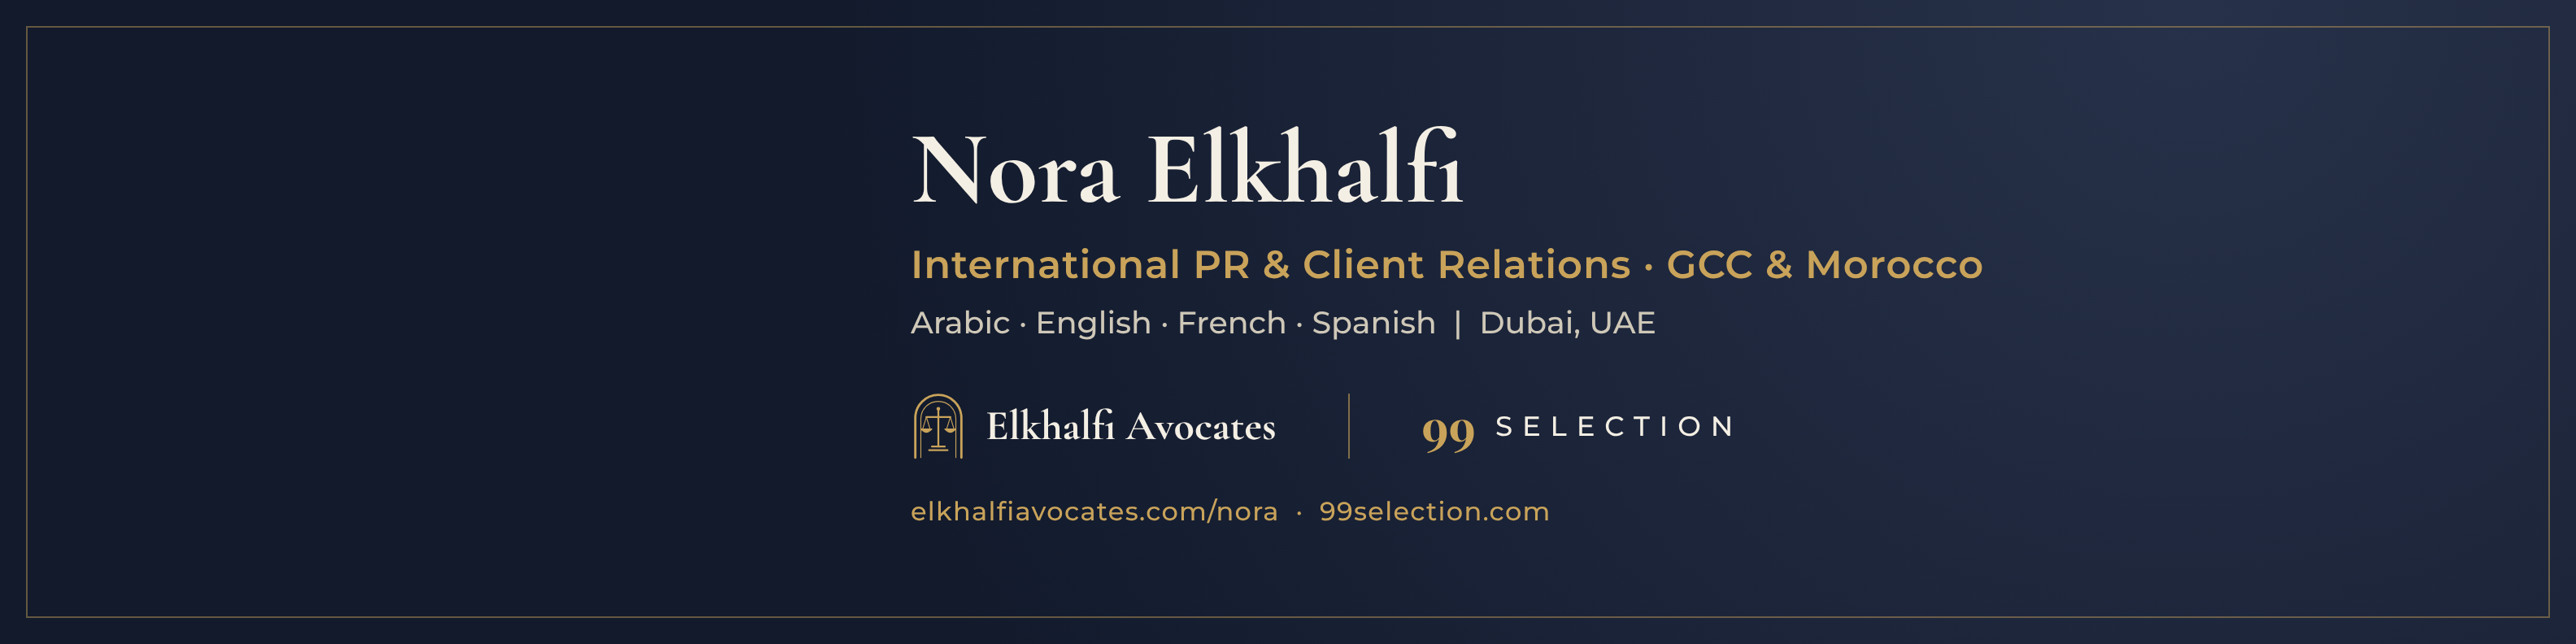 Nora Elkhalfi
International PR & Client Relations · GCC & Morocco
Arabic · English · French · Spanish | Dubai, UAE
Elkhalfi Avocates | 99 SELECTION
elkhalfiavocates.com/nora · 99selection.com